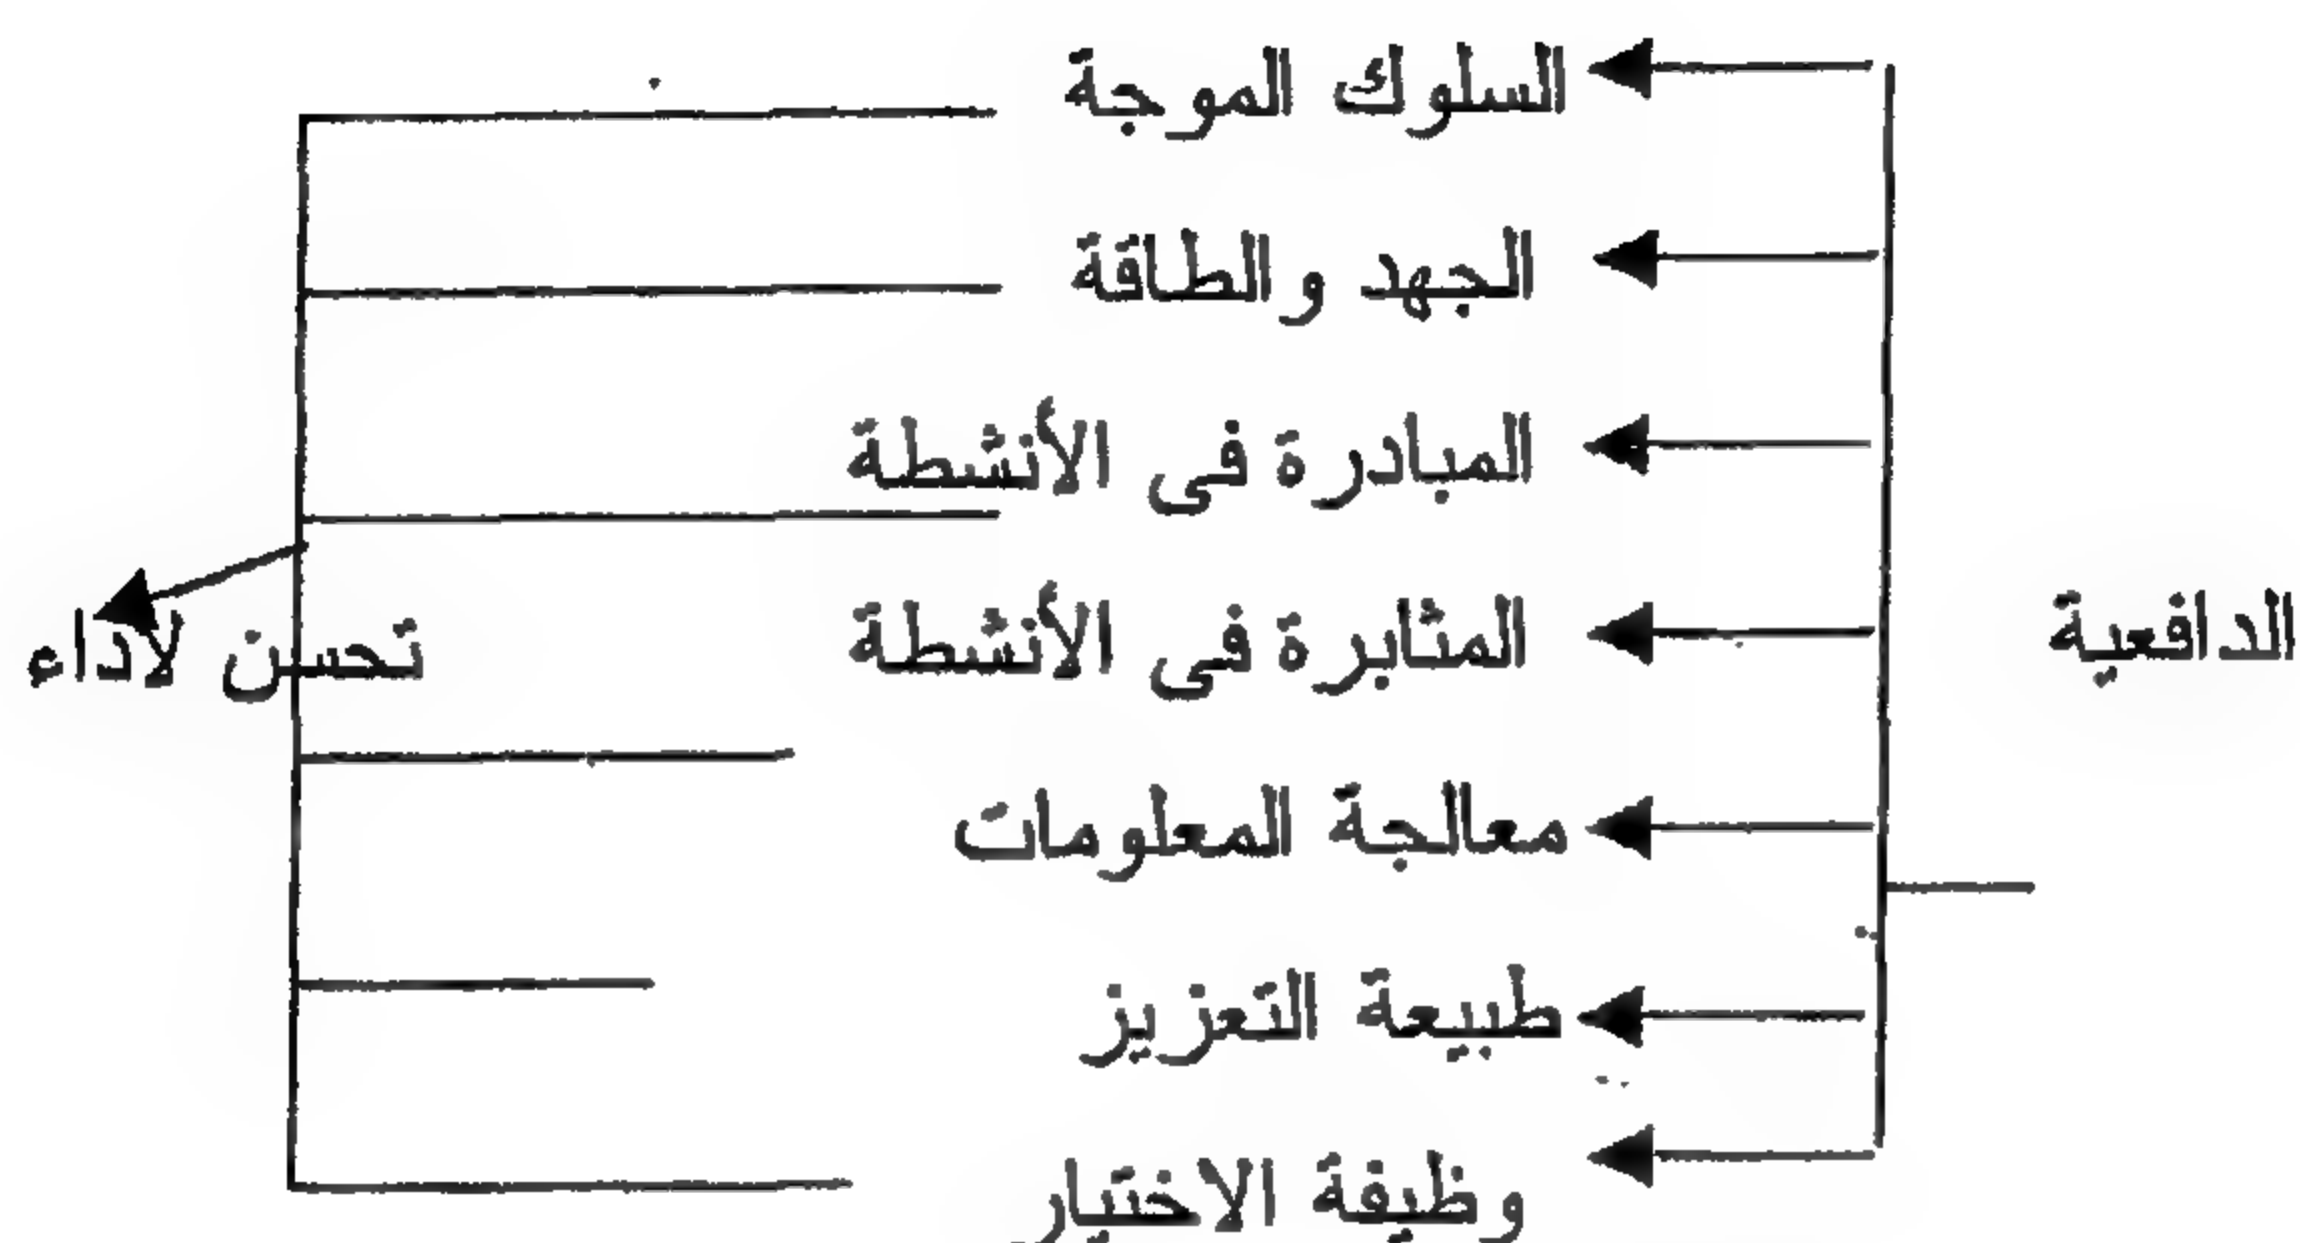 السلوك الموجة
الجهد والطاقة
المبادرة فى الأنشطة
المثابرة فى الأنشطة
الدافعية
تحسن لاداء
معالجة المعلومات
طبيعة التعزيز
وظيفة الاختيار